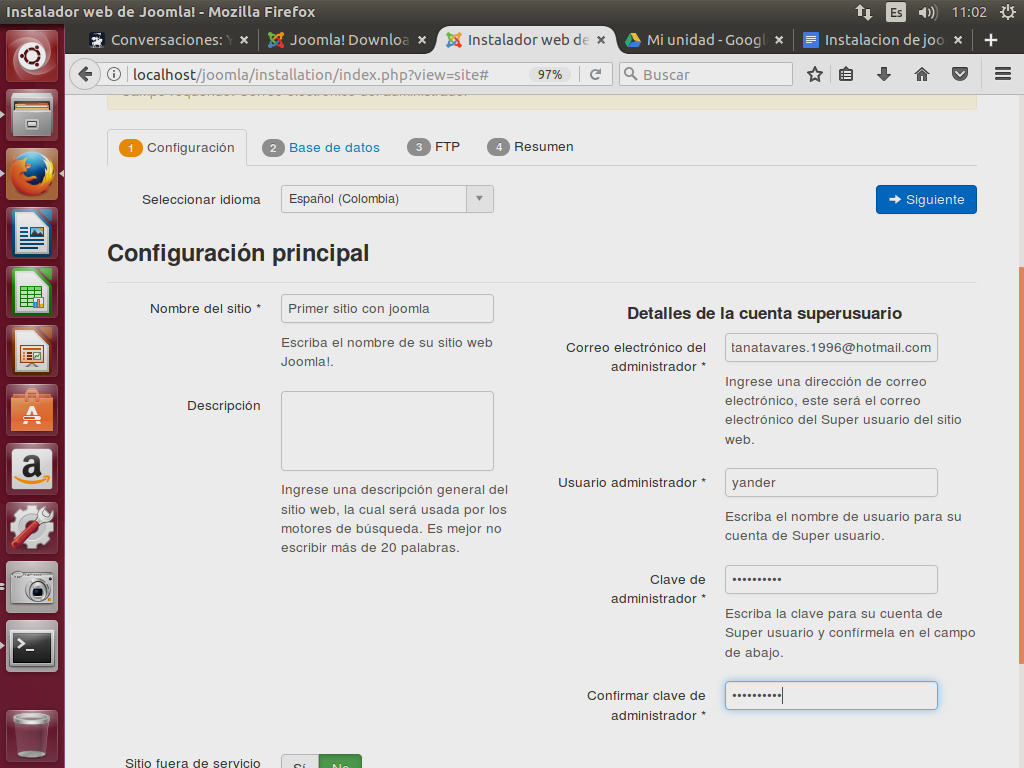 Instalador web de Joomla! - Mozilla Firefox
Es
11:02
Conversaciones: Y
Joomla! Downloa
Instalador web de
Mi unidad - Googl
Instalacion de joo
localhost/joomla/installation/index.php?view=site#
97%
Buscar
Campo requerido: Correo electrónico del administrador
1 Configuración
2 Base de datos
3 FTP
4 Resumen
Seleccionar idioma
Español (Colombia)
Siguiente
Configuración principal
Nombre del sitio *
Primer sitio con joomla
Escriba el nombre de su sitio web
Joomla!.
Descripción
Ingrese una descripción general del
sitio web, la cual será usada por los
motores de búsqueda. Es mejor no
escribir más de 20 palabras.
Detalles de la cuenta superusuario
Correo electrónico del
administrador *
tanatavares.1996@hotmail.com
Ingrese una dirección de correo
electrónico, este será el correo
electrónico del Super usuario del sitio
web.
Usuario administrador *
yander
Escriba el nombre de usuario para su
cuenta de Super usuario.
Clave de
administrador *
••••••••••
Escriba la clave para su cuenta de
Super usuario y confírmela en el campo
de abajo.
Confirmar clave de
administrador *
••••••••••
Sitio fuera de servicio
Sí
No